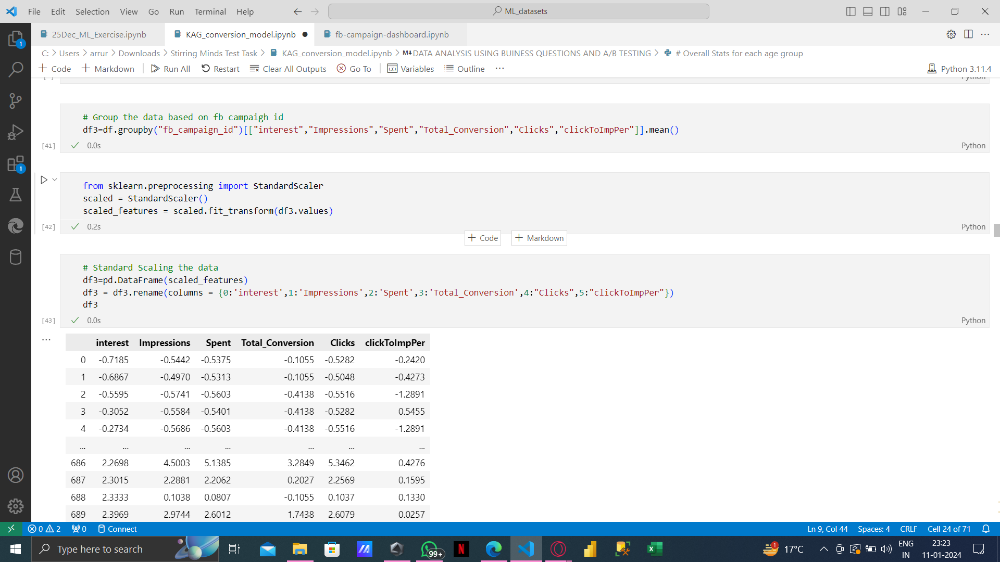 File Edit Selection View Go Run Terminal Help ML_datasets
25Dec_ML_Exercise.ipynb KAG_conversion_model.ipynb fb-campaign-dashboard.ipynb
C: > Users > arrur > Downloads > Stirring Minds Test Task > KAG_conversion_model.ipynb > M↓DATA ANALYSIS USING BUINESS QUESTIONS AND A/B TESTING > # Overall Stats for each age group
+ Code + Markdown Run All Restart Clear All Outputs Go To Variables Outline ... Python 3.11.4
[ ] Python
# Group the data based on fb campaigh id
df3=df.groupby("fb_campaign_id")[["interest","Impressions","Spent","Total_Conversion","Clicks","clickToImpPer"]].mean()
[41] 0.0s Python
from sklearn.preprocessing import StandardScaler
scaled = StandardScaler()
scaled_features = scaled.fit_transform(df3.values)
[42] 0.2s Python
+ Code + Markdown
# Standard Scaling the data
df3=pd.DataFrame(scaled_features)
df3 = df3.rename(columns = {0:'interest',1:'Impressions',2:'Spent',3:'Total_Conversion',4:"Clicks",5:"clickToImpPer"})
df3
[43] 0.0s Python
...
interest Impressions Spent Total_Conversion Clicks clickToImpPer
0 -0.7185 -0.5442 -0.5375 -0.1055 -0.5282 -0.2420
1 -0.6867 -0.4970 -0.5313 -0.1055 -0.5048 -0.4273
2 -0.5595 -0.5741 -0.5603 -0.4138 -0.5516 -1.2891
3 -0.3052 -0.5584 -0.5401 -0.4138 -0.5282 0.5455
4 -0.2734 -0.5686 -0.5603 -0.4138 -0.5516 -1.2891
... ... ... ... ... ... ...
686 2.2698 4.5003 5.1385 3.2849 5.3462 0.4276
687 2.3015 2.2881 2.2062 0.2027 2.2569 0.1595
688 2.3333 0.1038 0.0807 -0.1055 0.1037 0.1330
689 2.3969 2.9744 2.6012 1.7438 2.6079 0.0257
0 2 0 Connect Ln 9, Col 44 Spaces: 4 CRLF Cell 24 of 71
Type here to search 99+ N 1 17°C ENG IN 23:23 11-01-2024